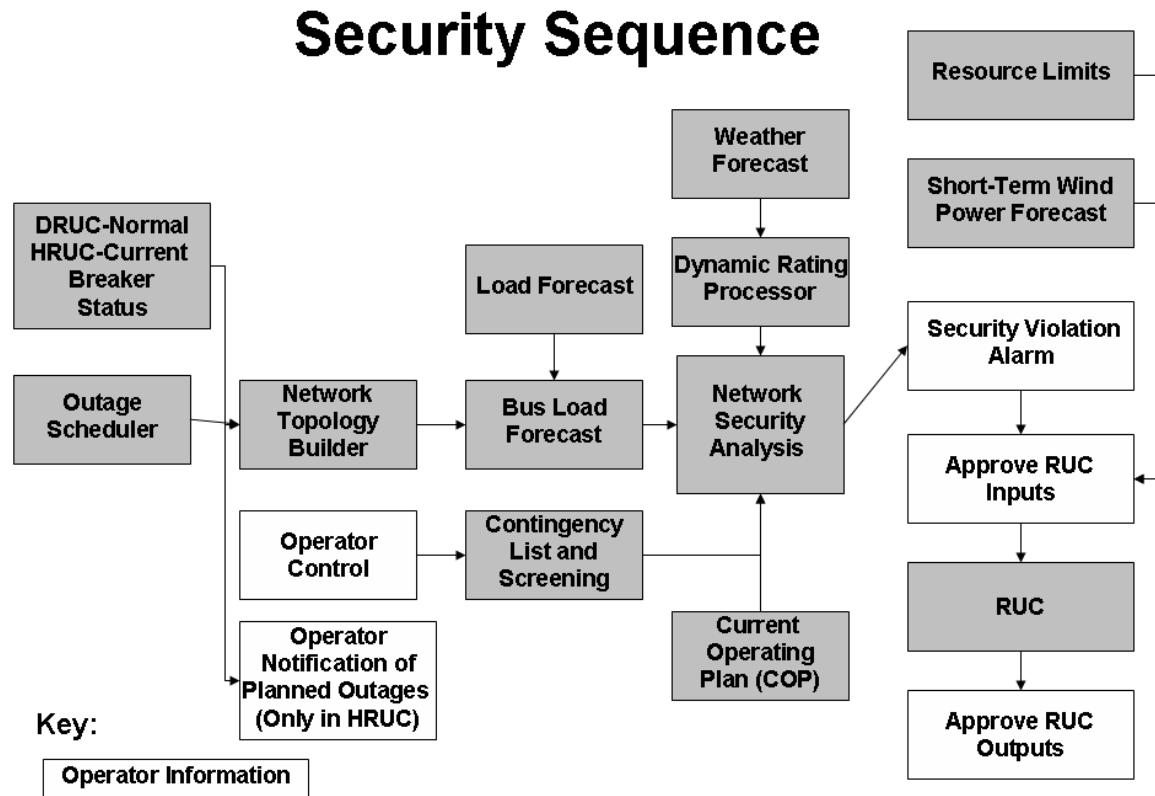 Security Sequence
Resource Limits
Weather
Forecast
Short-Term Wind
Power Forecast
DRUC-Normal
HRUC-Current
Breaker
Status
Load Forecast
Dynamic Rating
Processor
Security Violation
Alarm
Outage
Scheduler
Network
Topology
Builder
Bus Load
Forecast
Network
Security
Analysis
Approve RUC
Inputs
Operator
Control
Contingency
List and
Screening
RUC
Operator
Notification of
Planned Outages
(Only in HRUC)
Current
Operating
Plan (COP)
Approve RUC
Outputs
Key:
Operator Information